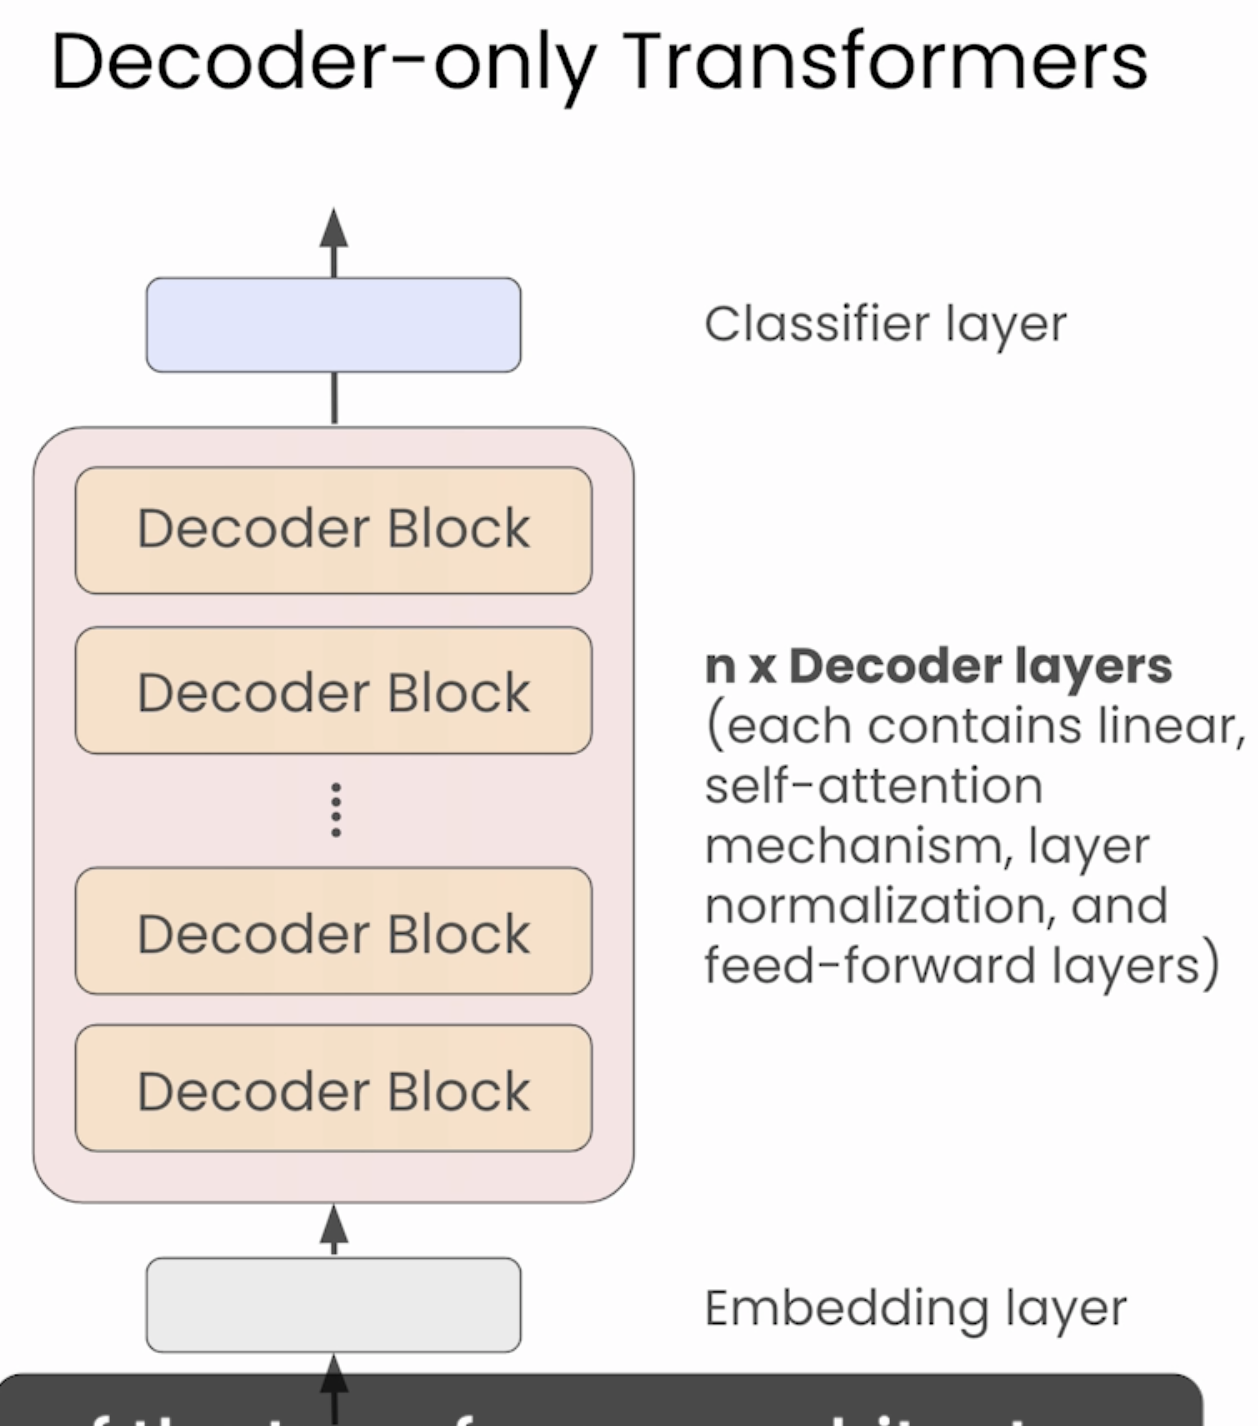 Decoder-only Transformers
Classifier layer
Decoder Block
Decoder Block
n x Decoder layers
(each contains linear,
self-attention
mechanism, layer
normalization, and
feed-forward layers)
Decoder Block
Decoder Block
Embedding layer